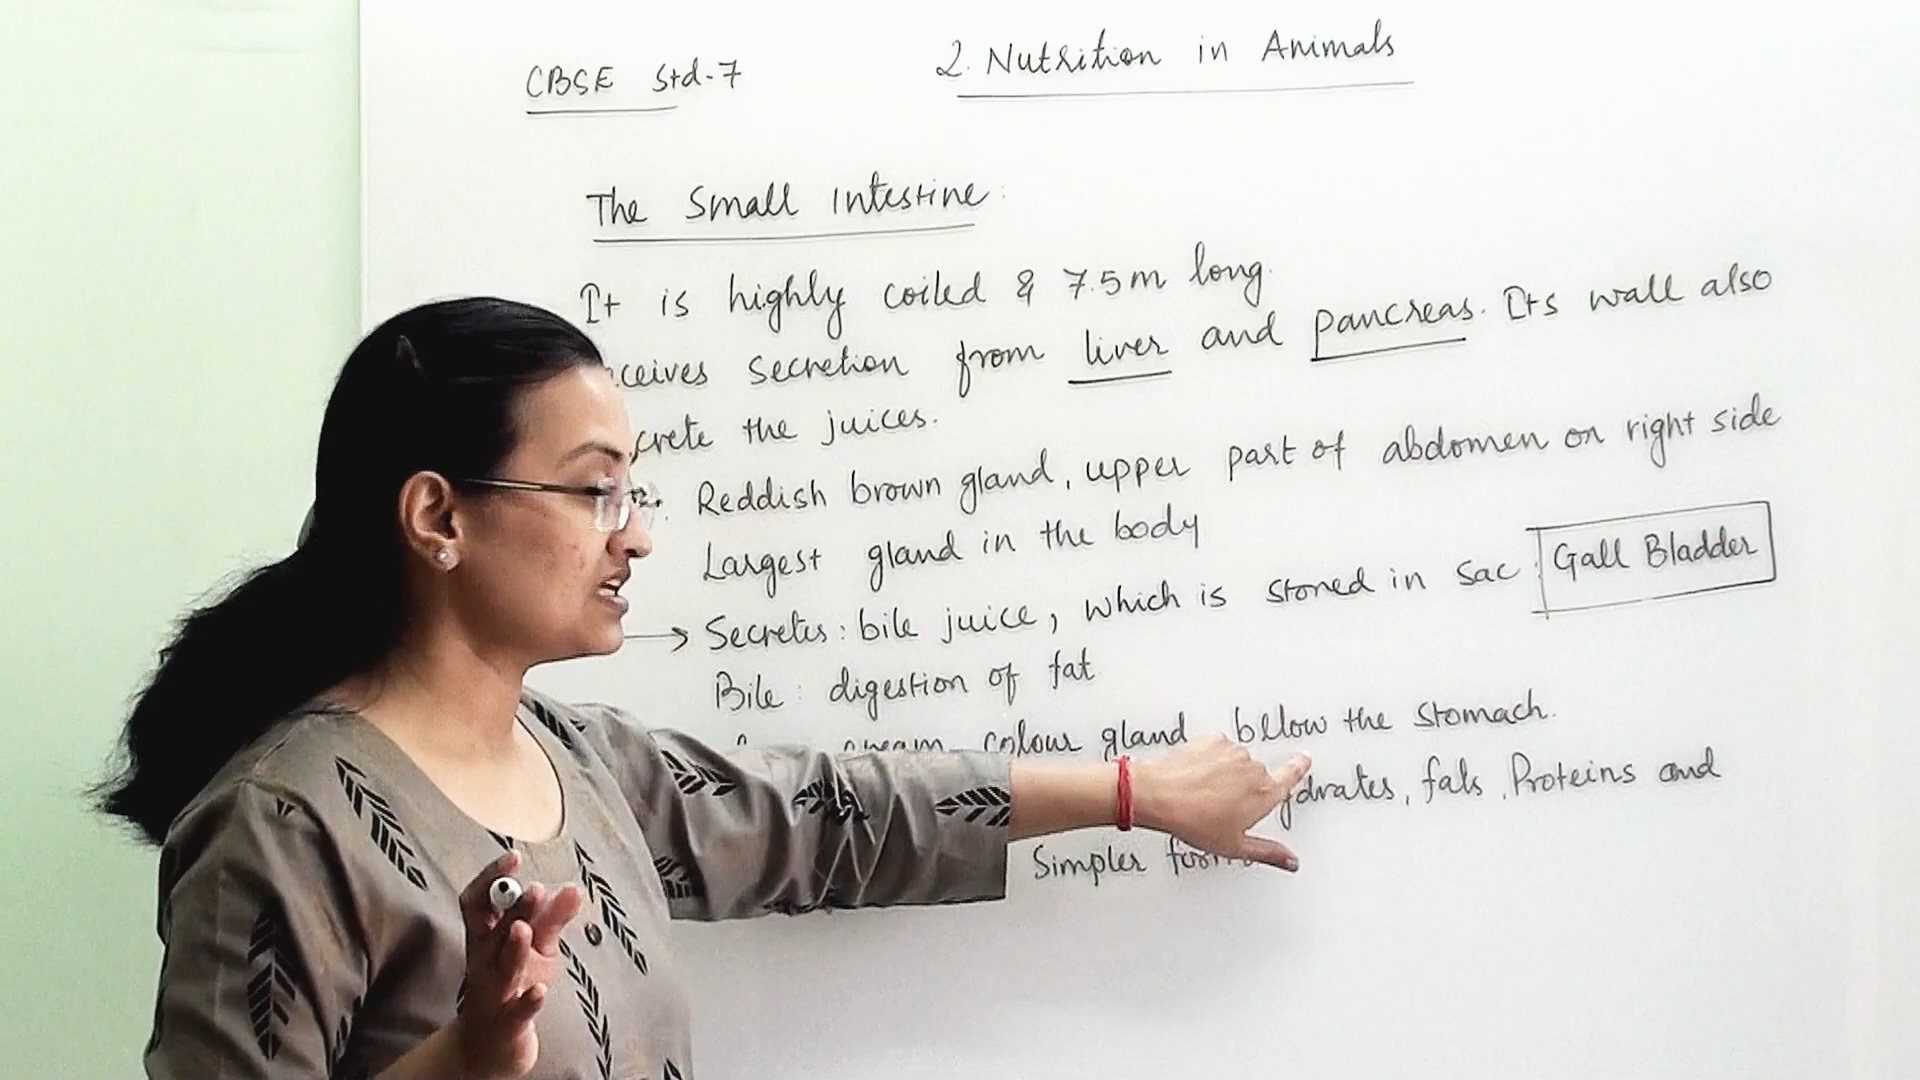 CBSE Std-7
2. Nutrition in Animals
The Small Intestine:
It is highly coiled & 7.5m long.
ceives secretion from liver and pancreas. Its wall also
crete the juices.
Reddish brown gland, upper part of abdomen on right side
Largest gland in the body
→ Secretes: bile juice, which is stored in sac: Gall Bladder
Bile: digestion of fat
cream colour gland below the stomach.
ydrates, fats, Proteins and
Simpler form